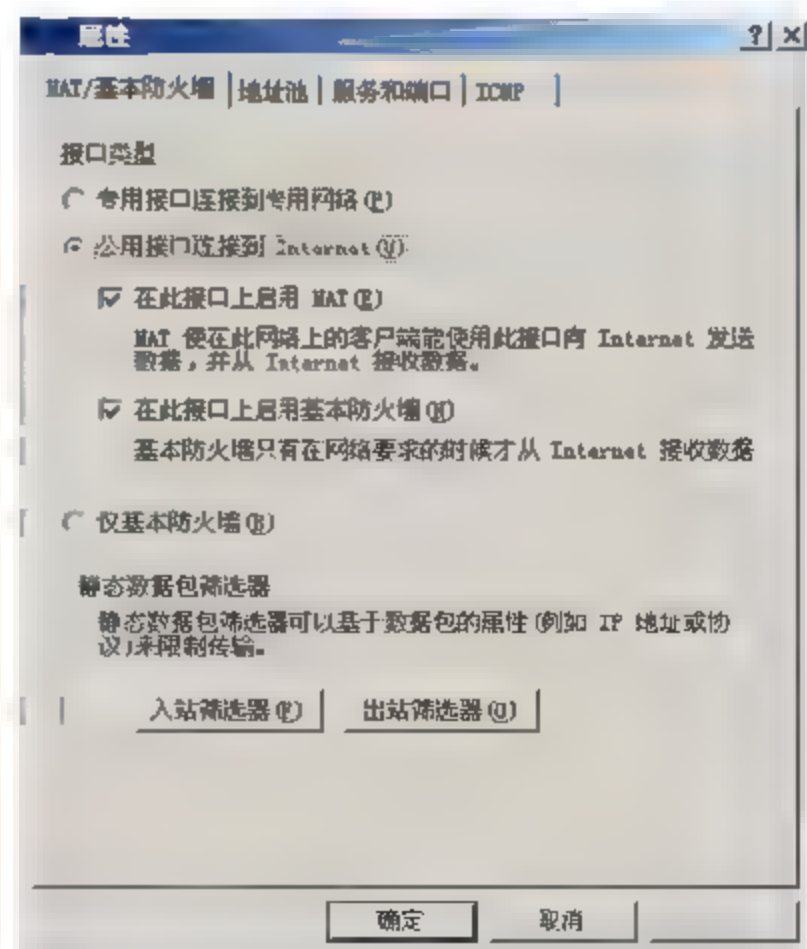 属性
NAT/基本防火墙 地址池 服务和端口 ICMP
接口类型
专用接口连接到专用网络(P)
公用接口连接到 Internet(U)
在此接口上启用 NAT(E)
NAT 使在此网络上的客户端能使用此接口向 Internet 发送
数据，并从 Internet 接收数据。
在此接口上启用基本防火墙(N)
基本防火墙只有在网络要求的时候才从 Internet 接收数据
仅基本防火墙(B)
静态数据包筛选器
静态数据包筛选器可以基于数据包的属性(例如 IP 地址或协
议)来限制传输。
入站筛选器(F) 出站筛选器(O)
确定 取消